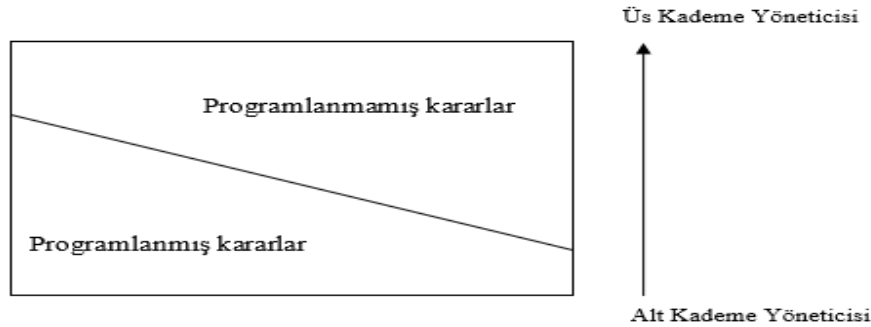 Üs Kademe Yöneticisi
Programlanmamış kararlar
Programlanmış kararlar
Alt Kademe Yöneticisi